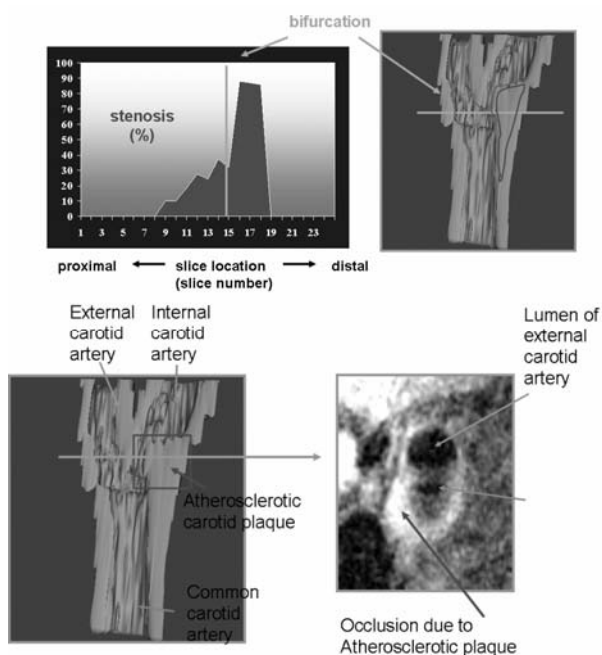 bifurcation
100
90
80
70
60
50
40
30
20
10
0
stenosis
(%)
1 3 5 7 9 11 13 15 17 19 21 23
proximal ← slice location → distal
(slice number)
External
carotid
artery
Internal
carotid
artery
Atherosclerotic
carotid plaque
Common
carotid
artery
Lumen of
external
carotid
artery
Occlusion due to
Atherosclerotic plaque